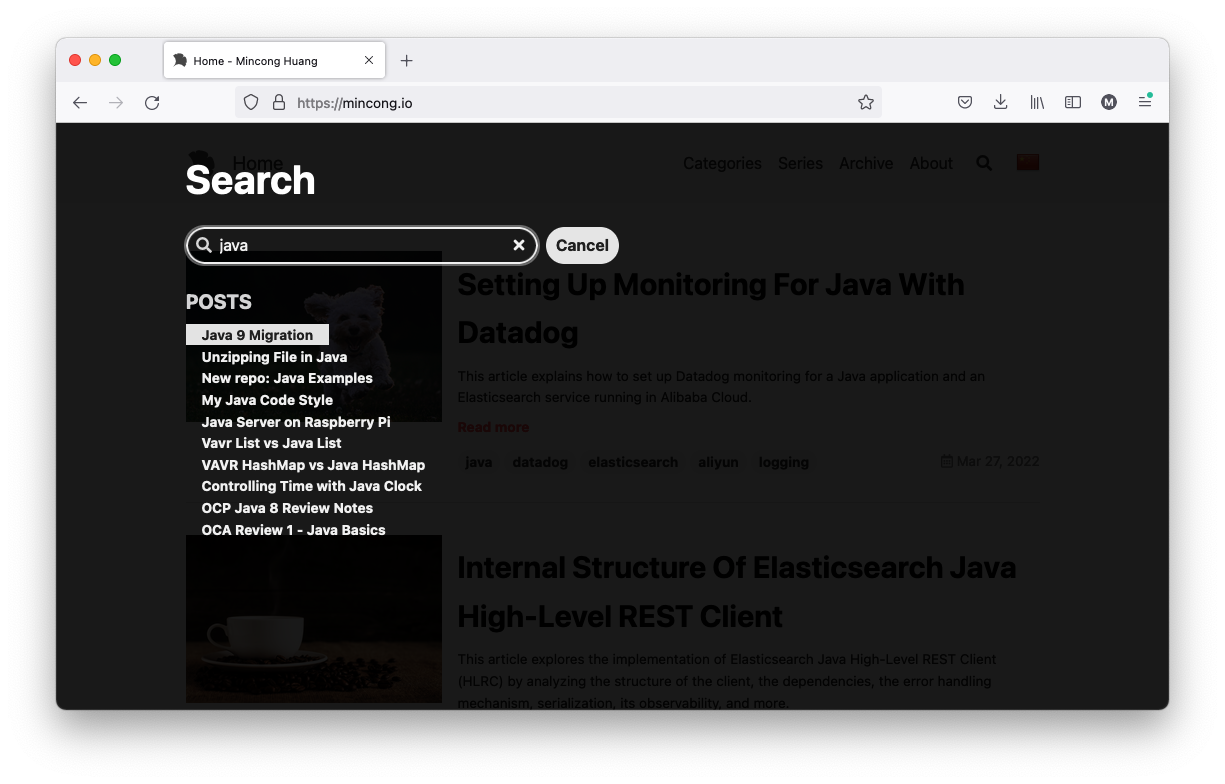 Home - Mincong Huang
https://mincong.io
M
Home
Categories Series Archive About
Search
java
Cancel
POSTS
Java 9 Migration
Unzipping File in Java
New repo: Java Examples
My Java Code Style
Java Server on Raspberry Pi
Vavr List vs Java List
VAVR HashMap vs Java HashMap
Controlling Time with Java Clock
OCP Java 8 Review Notes
OCA Review 1 - Java Basics
Setting Up Monitoring For Java With
Datadog
This article explains how to set up Datadog monitoring for a Java application and an
Elasticsearch service running in Alibaba Cloud.
Read more
java datadog elasticsearch aliyun logging
Mar 27, 2022
Internal Structure Of Elasticsearch Java
High-Level REST Client
This article explores the implementation of Elasticsearch Java High-Level REST Client
(HLRC) by analyzing the structure of the client, the dependencies, the error handling
mechanism, serialization, its observability, and more.